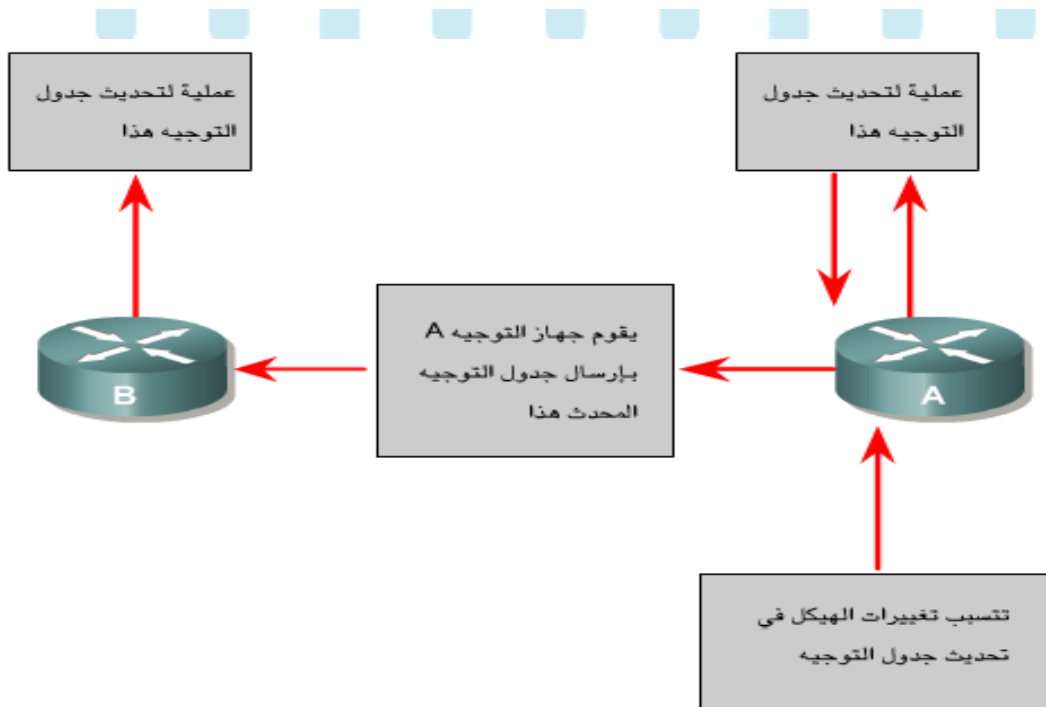 عملية لتحديث جدول
التوجيه هذا
عملية لتحديث جدول
التوجيه هذا
يقوم جهاز التوجيه A
بإرسال جدول التوجيه
المحدث هذا
A
B
تتسبب تغييرات الهيكل في
تحديث جدول التوجيه